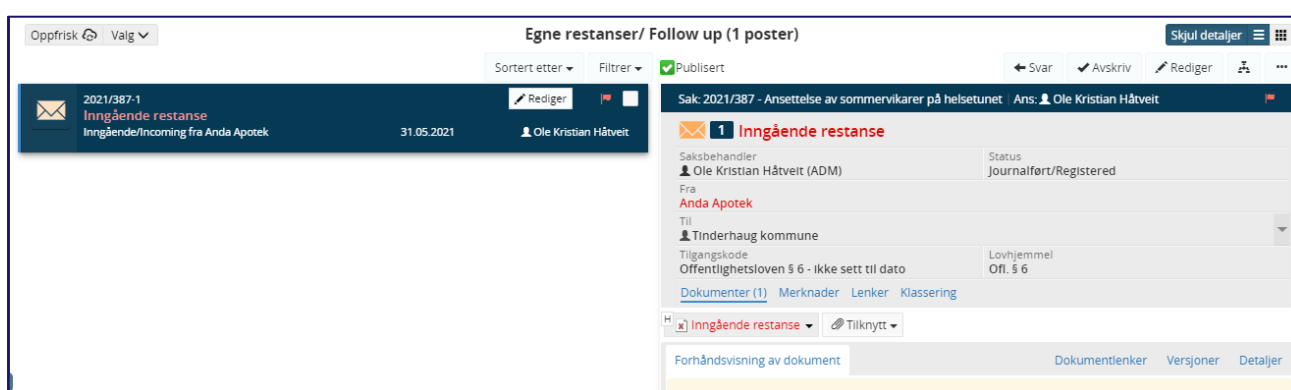 Oppfrisk Valg
Egne restanser/ Follow up (1 poster)
Skjul detaljer
Sortert etter Filtrer
Publisert
Svar Avskriv Rediger ...
2021/387-1
Rediger
Inngående restanse
Inngående/Incoming fra Anda Apotek 31.05.2021 Ole Kristian Håtveit
Sak: 2021/387 - Ansettelse av sommervikarer på helsetunet Ans: Ole Kristian Håtveit
1 Inngående restanse
Saksbehandler Status
Ole Kristian Håtveit (ADM) Journalført/Registered
Fra
Anda Apotek
Til
Tinderhaug kommune
Tilgangskode Lovhjemmel
Offentlighetsloven § 6 - ikke sett til dato Ofl. § 6
Dokumenter (1) Merknader Lenker Klassering
H Inngående restanse Tilknytt
Forhåndsvisning av dokument Dokumentlenker Versjoner Detaljer